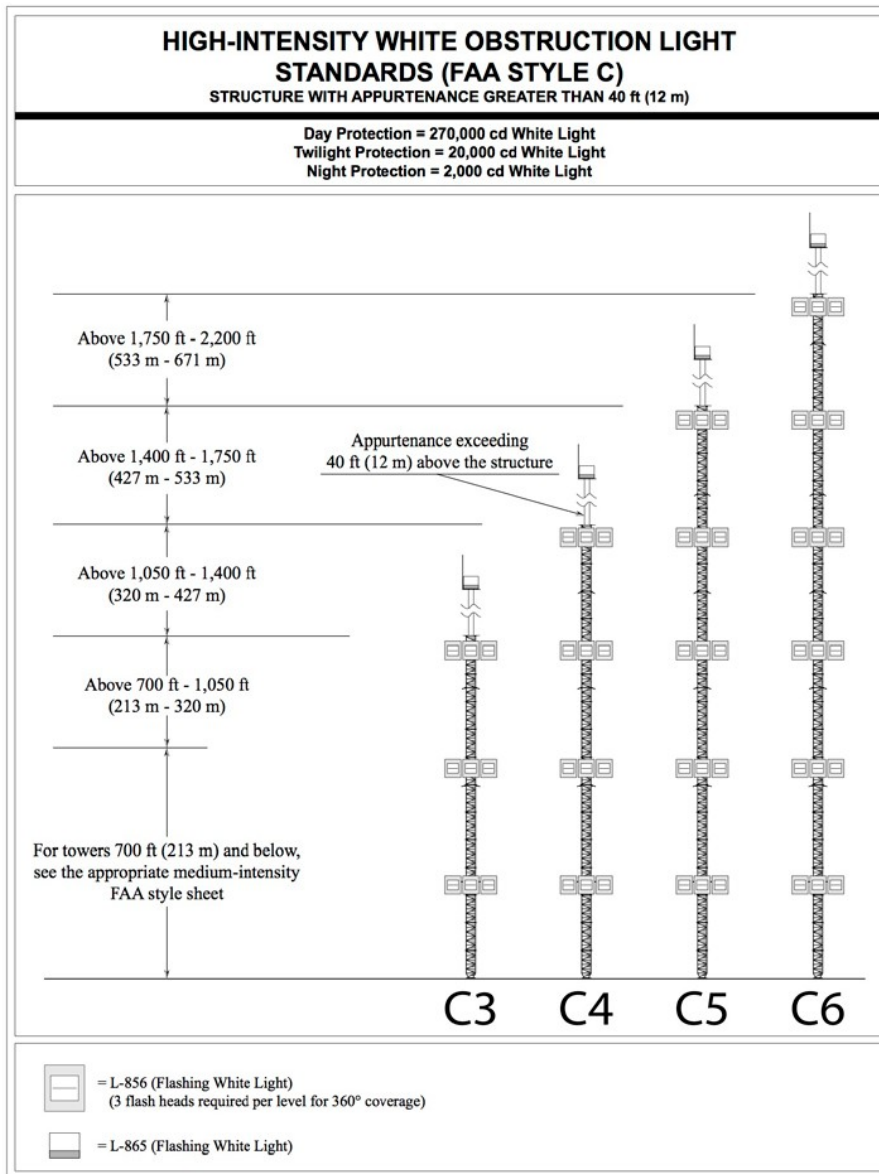 HIGH-INTENSITY WHITE OBSTRUCTION LIGHT
STANDARDS (FAA STYLE C)
STRUCTURE WITH APPURTENANCE GREATER THAN 40 ft (12 m)
Day Protection = 270,000 cd White Light
Twilight Protection = 20,000 cd White Light
Night Protection = 2,000 cd White Light
Above 1,750 ft - 2,200 ft
(533 m - 671 m)
Above 1,400 ft - 1,750 ft
(427 m - 533 m)
Appurtenance exceeding
40 ft (12 m) above the structure
Above 1,050 ft - 1,400 ft
(320 m - 427 m)
Above 700 ft - 1,050 ft
(213 m - 320 m)
For towers 700 ft (213 m) and below,
see the appropriate medium-intensity
FAA style sheet
C3 C4 C5 C6
= L-856 (Flashing White Light)
(3 flash heads required per level for 360° coverage)
= L-865 (Flashing White Light)